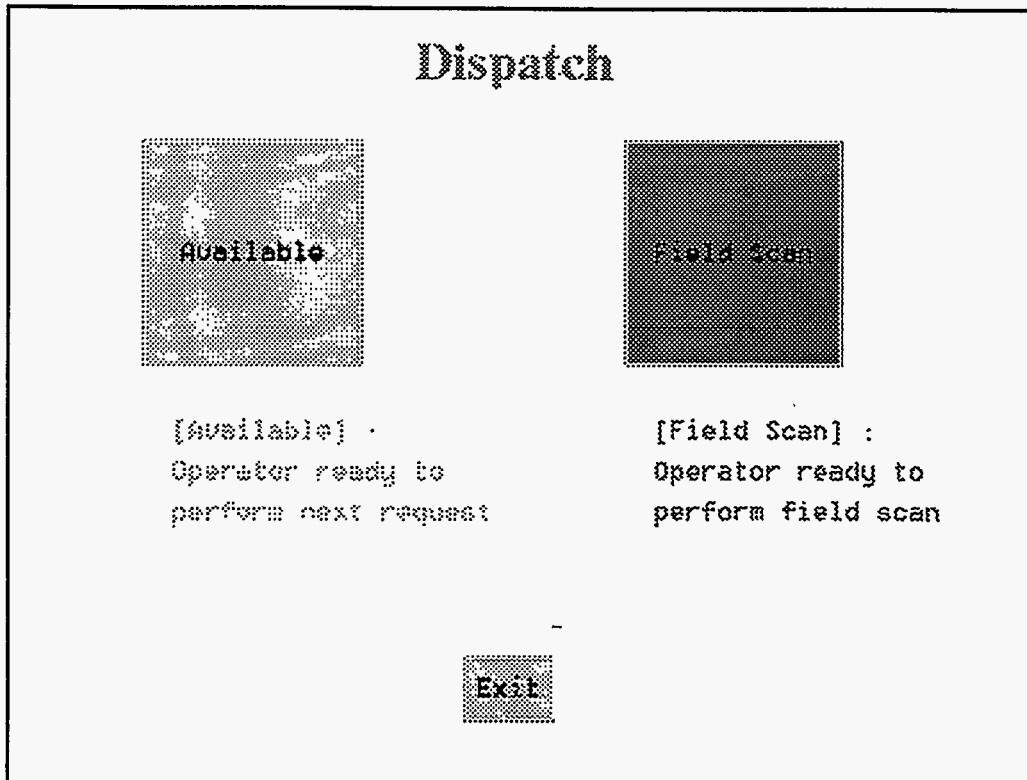 Dispatch
Available
Field Scan
[Available] :
Operator ready to
perform next request
[Field Scan] :
Operator ready to
perform field scan
Exit